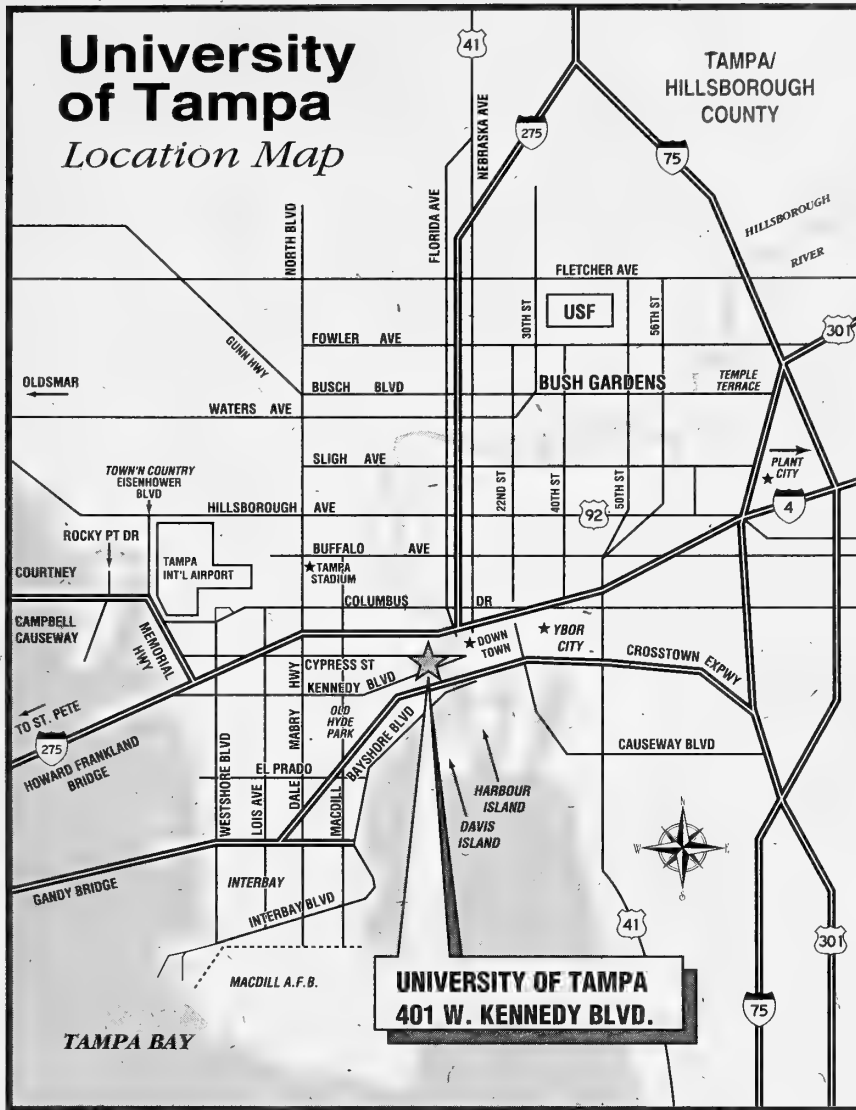 University
of Tampa
Location Map
41
TAMPA/
HILLSBOROUGH
COUNTY
275
75
NEBRASKA AVE
FLORIDA AVE
NORTH BLVD
HILLSBOROUGH
RIVER
FLETCHER AVE
30TH ST
USF
50TH ST
56TH ST
301
GUNN HWY
FOWLER AVE
OLDSMAR
BUSCH BLVD
BUSH GARDENS
TEMPLE
TERRACE
WATERS AVE
SLIGH AVE
PLANT
CITY
TOWN'N COUNTRY
EISENHOWER
BLVD
22ND ST
40TH ST
50TH ST
HILLSBOROUGH AVE
92
4
ROCKY PT DR
TAMPA
INT'L AIRPORT
BUFFALO AVE
TAMPA
STADIUM
COURTNEY
CAMPBELL
CAUSEWAY
COLUMBUS DR
MEMORIAL
HWY
DOWN
TOWN
YBOR
CITY
CYPRESS ST
KENNEDY BLVD
CROSSTOWN EXPWY
TO ST. PETE
275
HOWARD FRANKLAND
BRIDGE
OLD
HYDE
PARK
BAYSHORE BLVD
CAUSEWAY BLVD
WESTSHORE BLVD
LOIS AVE
DALE MABRY HWY
MACDILL
EL PRADO
HARBOUR
ISLAND
DAVIS
ISLAND
N
W
E
S
GANDY BRIDGE
INTERBAY
INTERBAY BLVD
41
301
MACDILL A.F.B.
UNIVERSITY OF TAMPA
401 W. KENNEDY BLVD.
75
TAMPA BAY